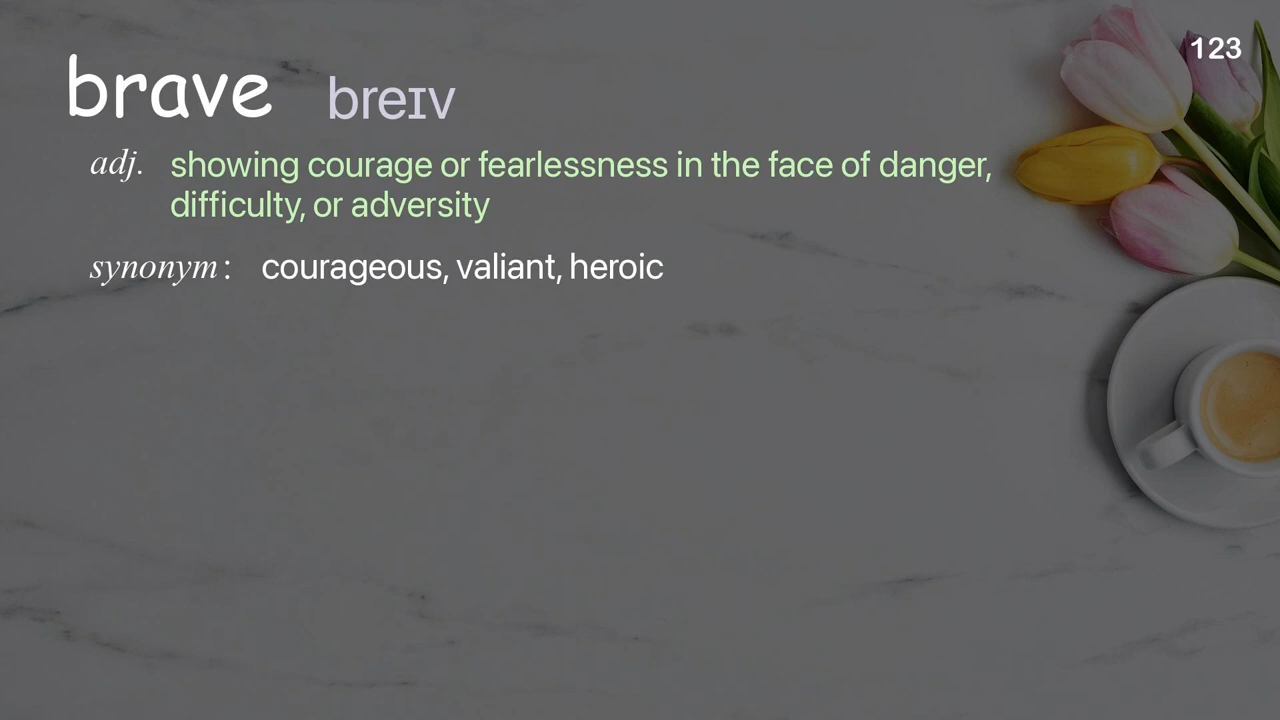 123
brave breɪv
adj. showing courage or fearlessness in the face of danger,
difficulty, or adversity
synonym: courageous, valiant, heroic